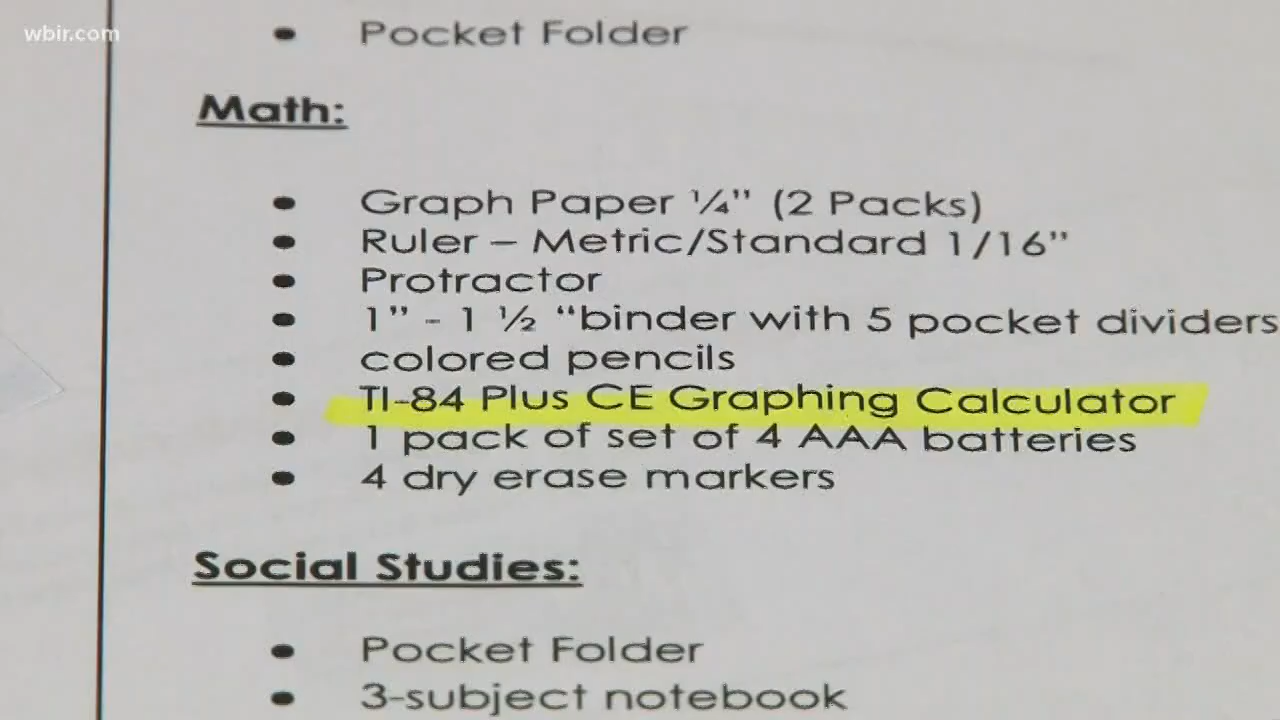 wbir.com
• Pocket Folder
Math:
• Graph Paper ¼” (2 Packs)
• Ruler – Metric/Standard 1/16”
• Protractor
• 1” - 1 ½ “binder with 5 pocket dividers
• colored pencils
• TI-84 Plus CE Graphing Calculator
• 1 pack of set of 4 AAA batteries
• 4 dry erase markers
Social Studies:
• Pocket Folder
• 3-subject notebook